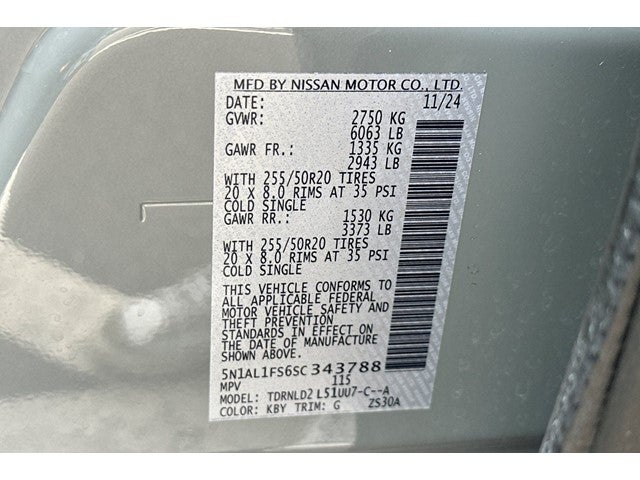 MFD BY NISSAN MOTOR CO., LTD.
DATE: 11/24
GVWR: 2750 KG
6063 LB
GAWR FR.: 1335 KG
2943 LB
WITH 255/50R20 TIRES
20 X 8.0 RIMS AT 35 PSI
COLD SINGLE
GAWR RR.: 1530 KG
3373 LB
WITH 255/50R20 TIRES
20 X 8.0 RIMS AT 35 PSI
COLD SINGLE
THIS VEHICLE CONFORMS TO
ALL APPLICABLE FEDERAL
MOTOR VEHICLE SAFETY AND
THEFT PREVENTION
STANDARDS IN EFFECT ON
THE DATE OF MANUFACTURE
SHOWN ABOVE.
5N1AL1FS6SC343788
MPV 115
MODEL: TDRNLD2 L51UU7-C--A
COLOR: KBY TRIM: G ZS30A